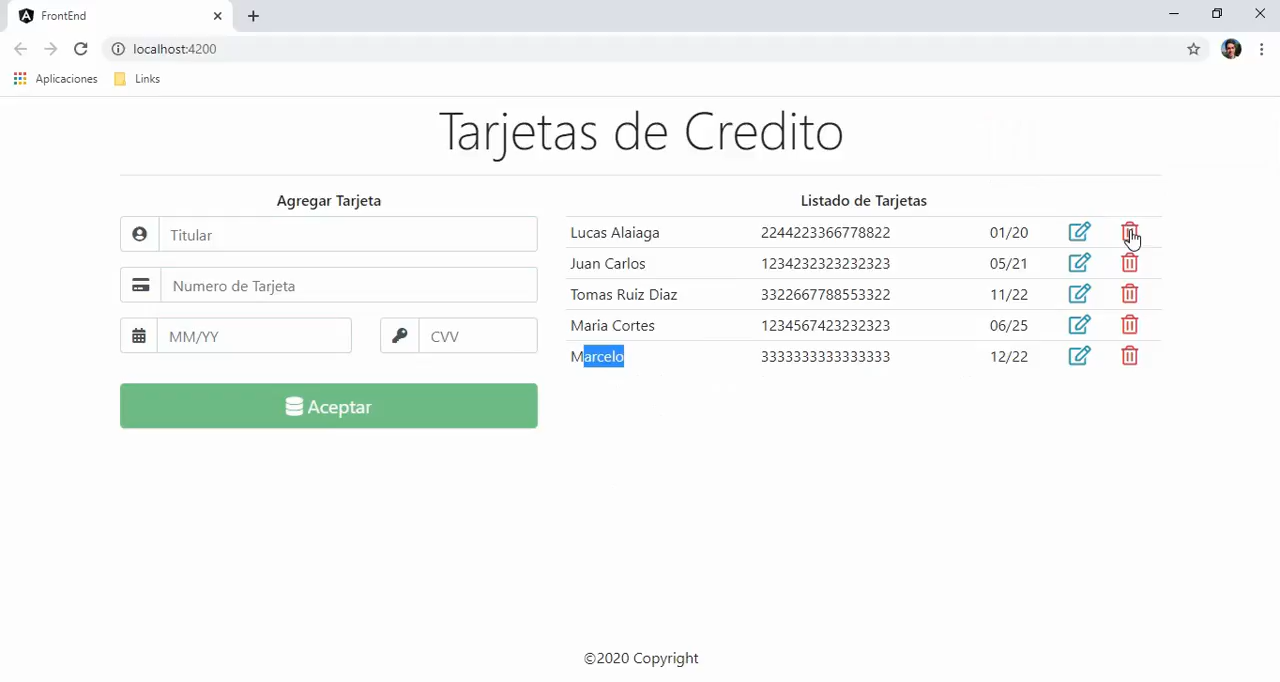 FrontEnd
localhost:4200
Aplicaciones Links
Tarjetas de Credito
Agregar Tarjeta
Titular
Numero de Tarjeta
MM/YY CVV
Aceptar
Listado de Tarjetas
Lucas Alaiaga 2244223366778822 01/20
Juan Carlos 1234232323232323 05/21
Tomas Ruiz Diaz 3322667788553322 11/22
Maria Cortes 1234567423232323 06/25
Marcelo 3333333333333333 12/22
©2020 Copyright